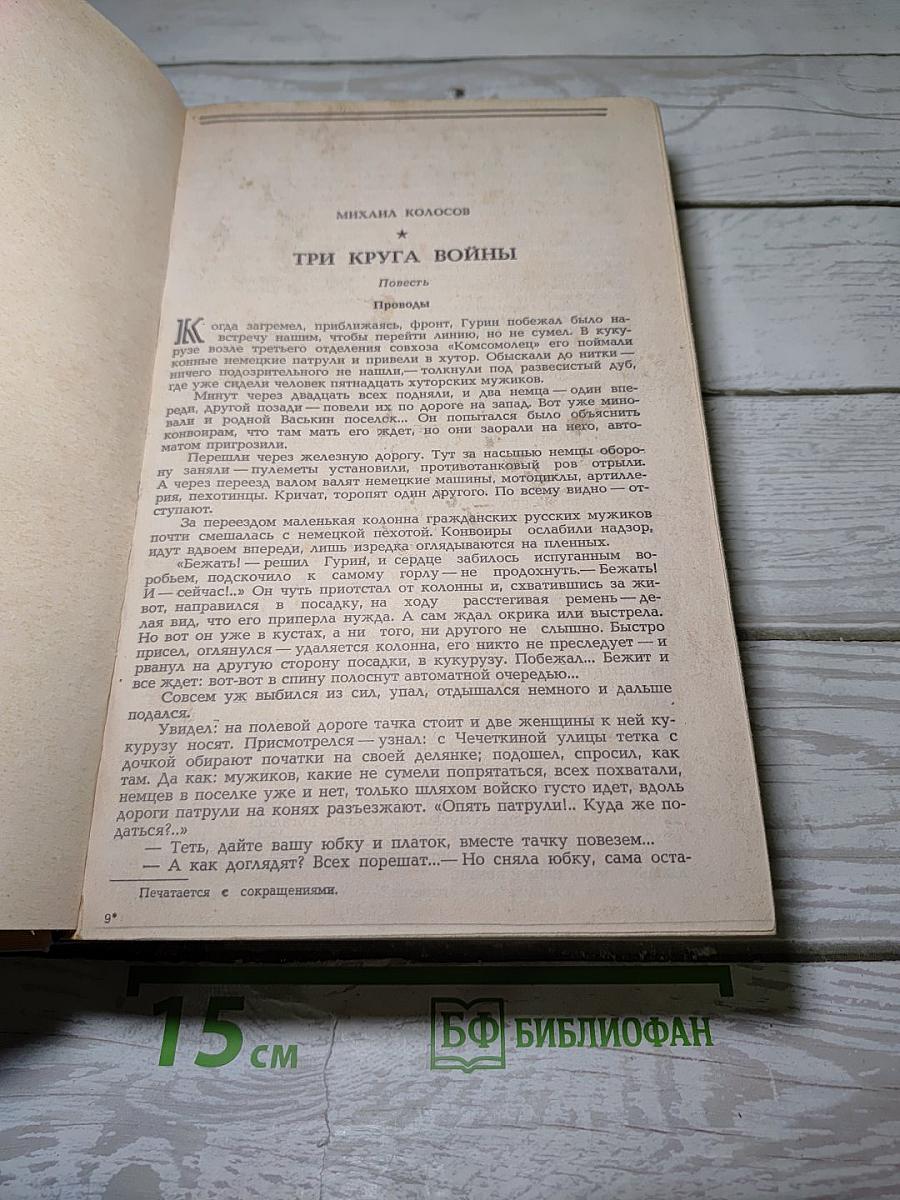 МИХАИЛ КОЛОСОВ
★
ТРИ КРУГА ВОЙНЫ
Повесть
Проводы
Когда загремел, приближаясь, фронт, Гурин побежал было на-
встречу нашим, чтобы перейти линию, но не сумел. В куку-
рузе возле третьего отделения совхоза «Комсомолец» его поймали
конные немецкие патрули и привели в хутор. Обыскали до нитки —
ничего подозрительного не нашли,— толкнули под развесистый дуб,
где уже сидели человек пятнадцать хуторских мужиков.
Минут через двадцать всех подняли, и два немца — один впе-
реди, другой позади — повели их по дороге на запад. Вот уже мино-
вали и родной Васькин поселок... Он попытался было объяснить
конвоирам, что там мать его ждет, но они заорали на него, авто-
матом пригрозили.
Перешли через железную дорогу. Тут за насыпью немцы оборо-
ну заняли — пулеметы установили, противотанковый ров отрыли.
А через переезд валом валят немецкие машины, мотоциклы, артилле-
рия, пехотинцы. Кричат, торопят один другого. По всему видно — от-
ступают.
За переездом маленькая колонна гражданских русских мужиков
почти смешалась с немецкой пехотой. Конвоиры ослабили надзор,
идут вдвоем впереди, лишь изредка оглядываются на пленных.
«Бежать! — решил Гурин, и сердце забилось испуганным во-
робьем, подскочило к самому горлу — не продохнуть.— Бежать!
И — сейчас!..» Он чуть приотстал от колонны и, схватившись за жи-
вот, направился в посадку, на ходу расстегивая ремень — де-
лая вид, что его приперла нужда. А сам ждал окрика или выстрела.
Но вот он уже в кустах, а ни того, ни другого не слышно. Быстро
присел, оглянулся — удаляется колонна, его никто не преследует — и
рванул на другую сторону посадки, в кукурузу. Побежал... Бежит и
все ждет: вот-вот в спину полоснут автоматной очередью...
Совсем уж выбился из сил, упал, отдышался немного и дальше
подался.
Увидел: на полевой дороге тачка стоит и две женщины к ней ку-
курузу носят. Присмотрелся — узнал: с Чечеткиной улицы тетка с
дочкой обирают початки на своей делянке; подошел, спросил, как
там. Да как: мужиков, какие не сумели попрятаться, всех похватали,
немцев в поселке уже и нет, только шляхом войско густо идет, вдоль
дороги патрули на конях разъезжают. «Опять патрули!.. Куда же по-
даться?..»
— Теть, дайте вашу юбку и платок, вместе тачку повезем...
— А как доглядят? Всех порешат...— Но сняла юбку, сама оста-
Печатается с сокращениями.
9*
15 см
БФ БИБЛИОФАН